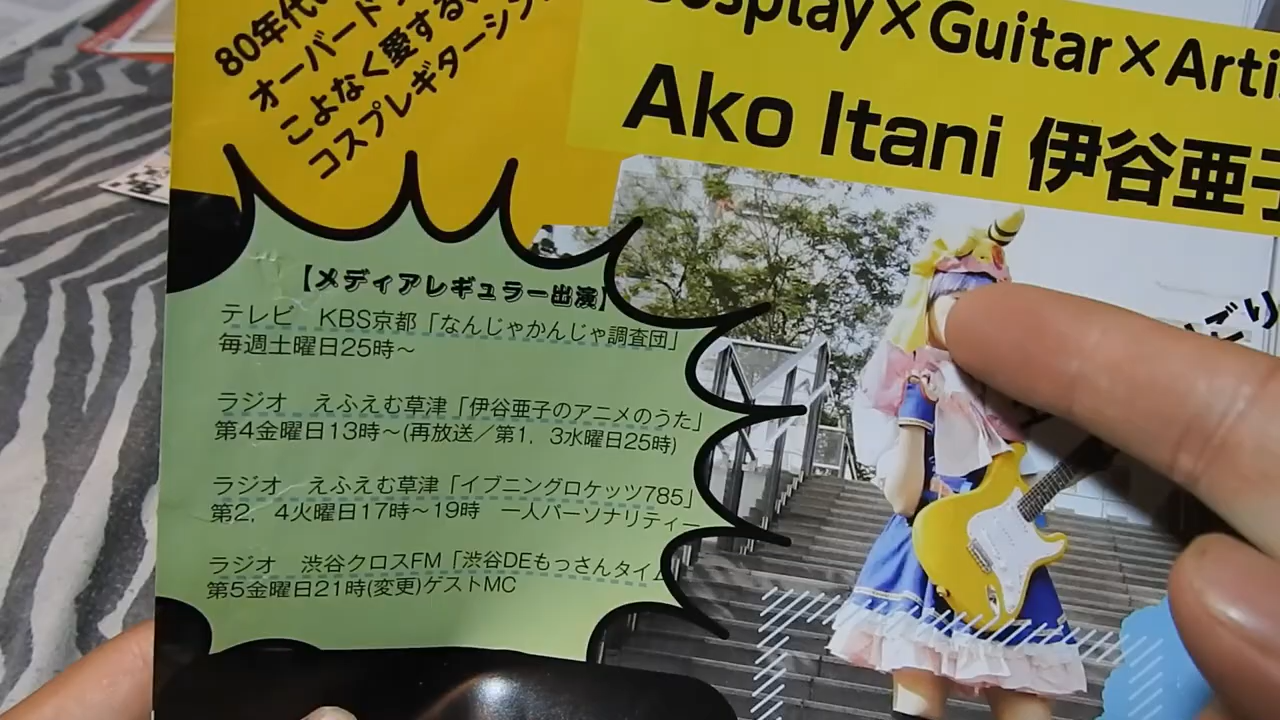 80年代
オーバード
こよなく愛する
コスプレギターシン
Cosplay×Guitar×Artis
Ako Itani 伊谷亜子
【メディアレギュラー出演】
テレビ KBS京都「なんじゃかんじゃ調査団」
毎週土曜日25時～
ラジオ えふえむ草津「伊谷亜子のアニメのうた」
第4金曜日13時～(再放送／第1, 3水曜日25時)
ラジオ えふえむ草津「イブニングロケッツ785」
第2, 4火曜日17時～19時 一人パーソナリティー
ラジオ 渋谷クロスFM「渋谷DEもっさんタイム
第5金曜日21時(変更)ゲストMC
ごり